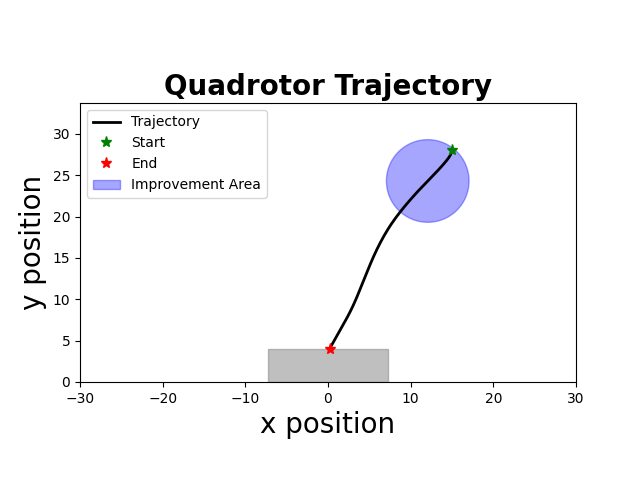 Quadrotor Trajectory
Trajectory
Start
End
Improvement Area
30
25
20
15
10
5
0
y position
−30
−20
−10
0
10
20
30
x position